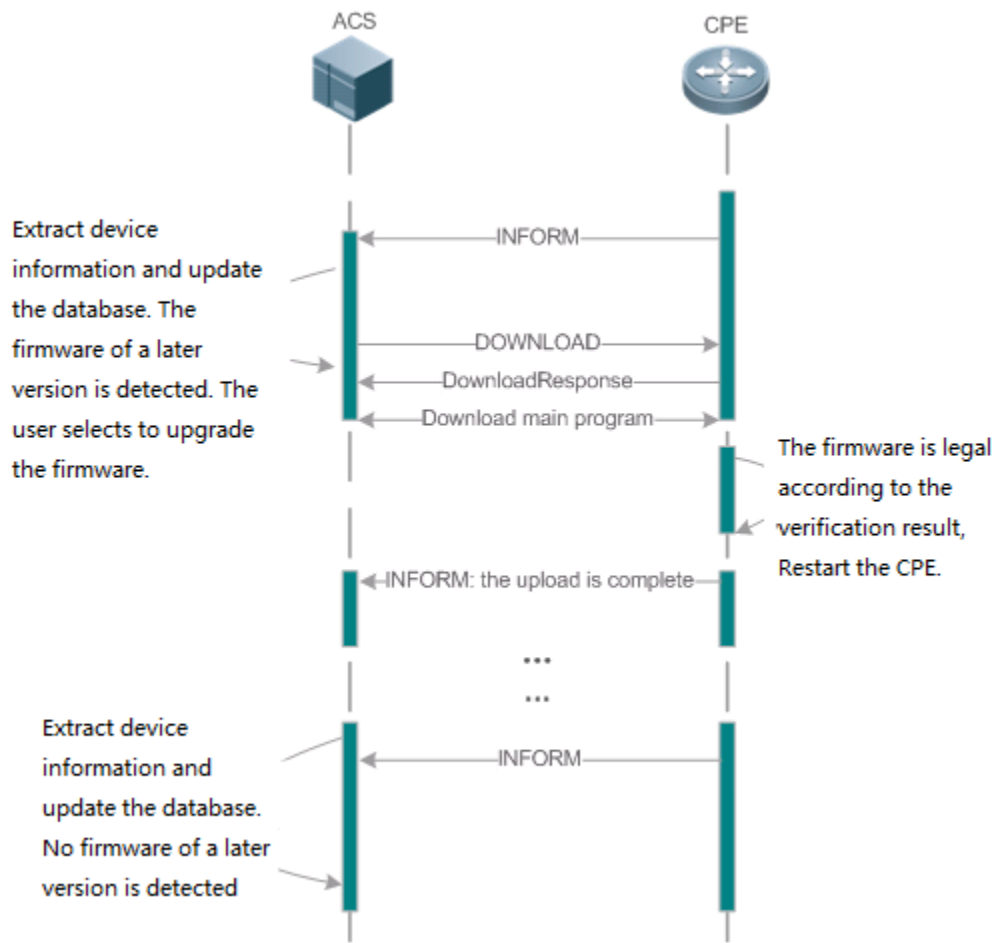 ACS
CPE
INFORM
Extract device
information and update
the database. The
firmware of a later
version is detected. The
user selects to upgrade
the firmware.
DOWNLOAD
DownloadResponse
Download main program
The firmware is legal
according to the
verification result,
Restart the CPE.
INFORM: the upload is complete
...
...
Extract device
information and
update the database.
No firmware of a later
version is detected
INFORM